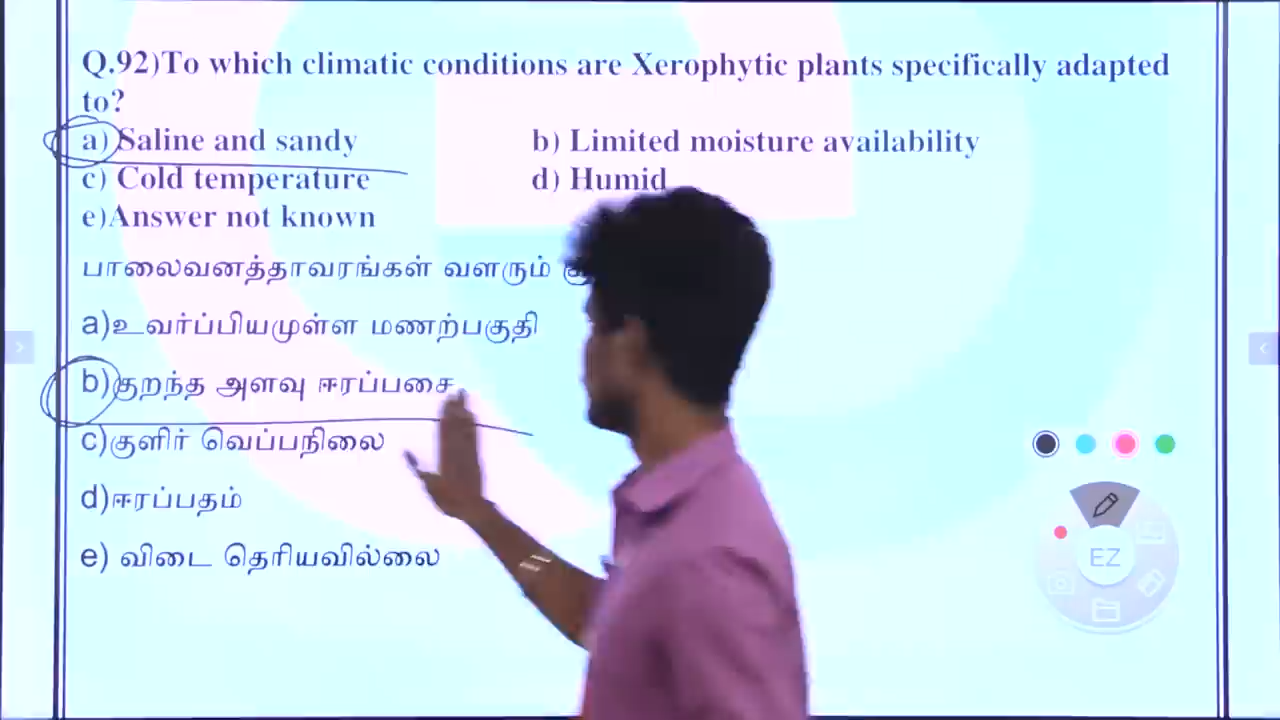 Q.92)To which climatic conditions are Xerophytic plants specifically adapted
to?
a) Saline and sandy b) Limited moisture availability
c) Cold temperature d) Humid
e)Answer not known
பாலைவனத்தாவரங்கள் வளரும்
a)உவர்ப்பியமுள்ள மணற்பகுதி
b)குறந்த அளவு ஈரப்பசை
c)குளிர் வெப்பநிலை
d)ஈரப்பதம்
e) விடை தெரியவில்லை
EZ